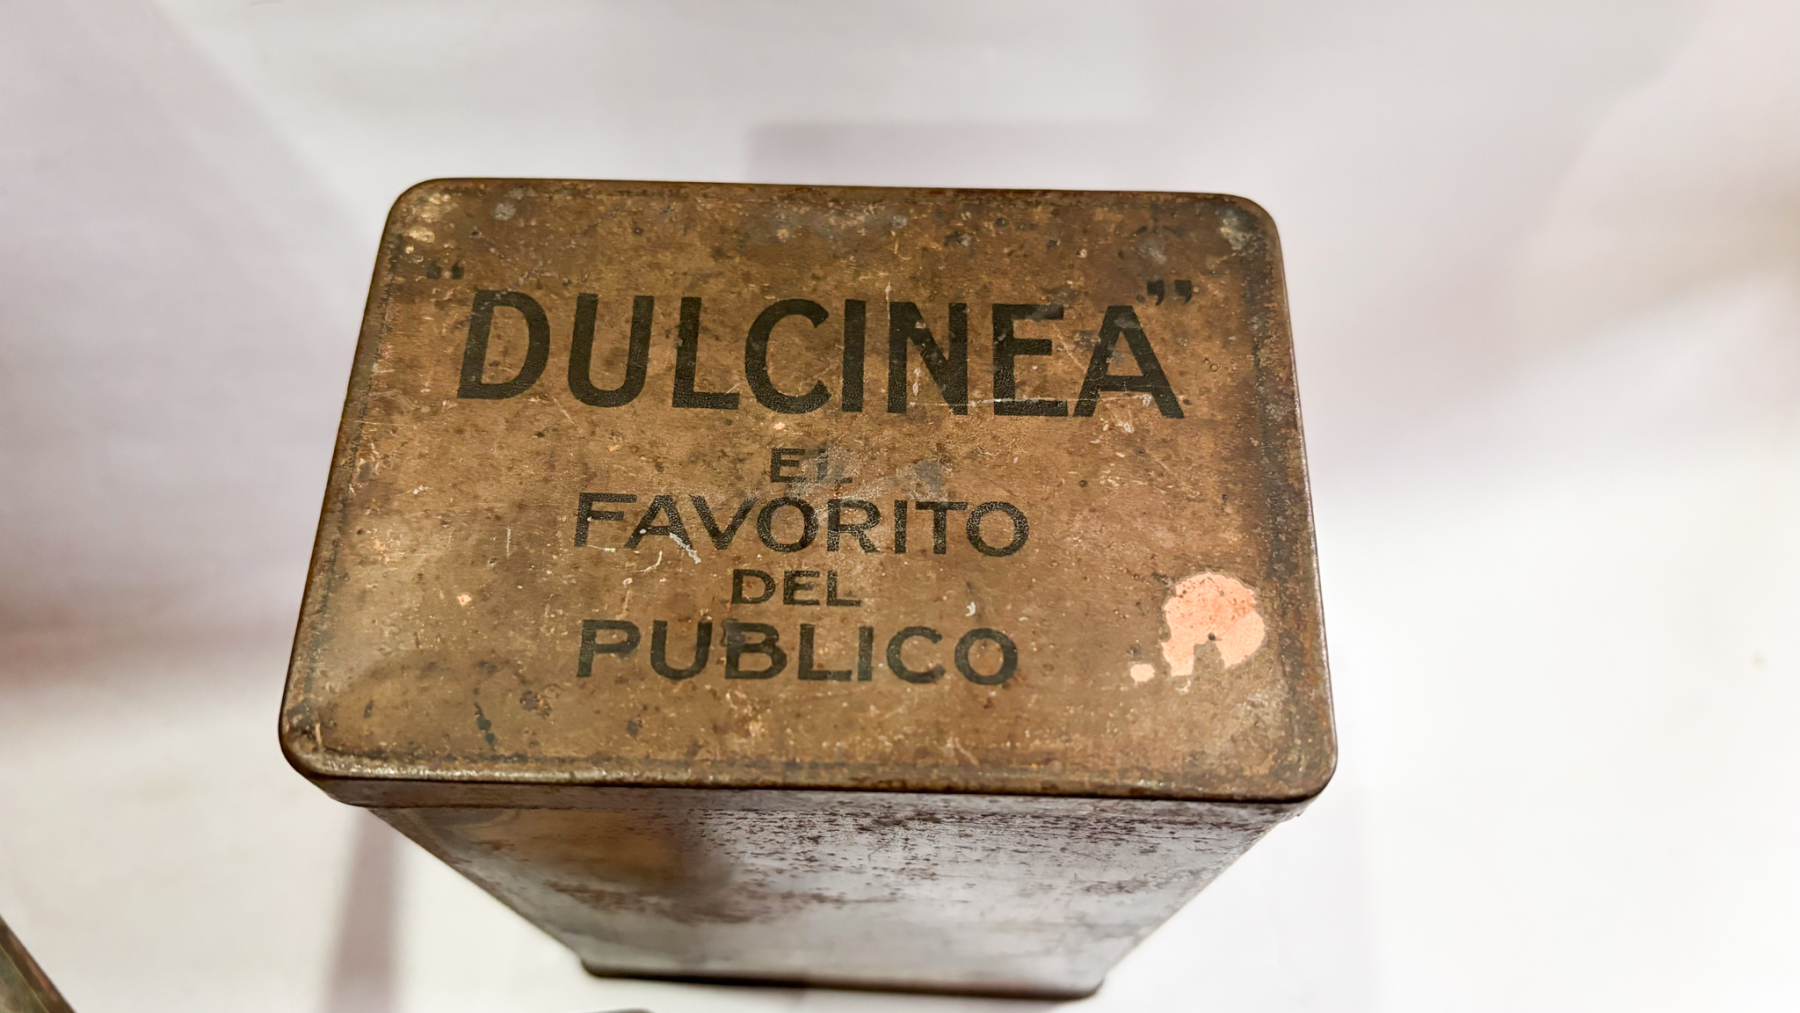 “DULCINEA”
EL
FAVORITO
DEL
PUBLICO